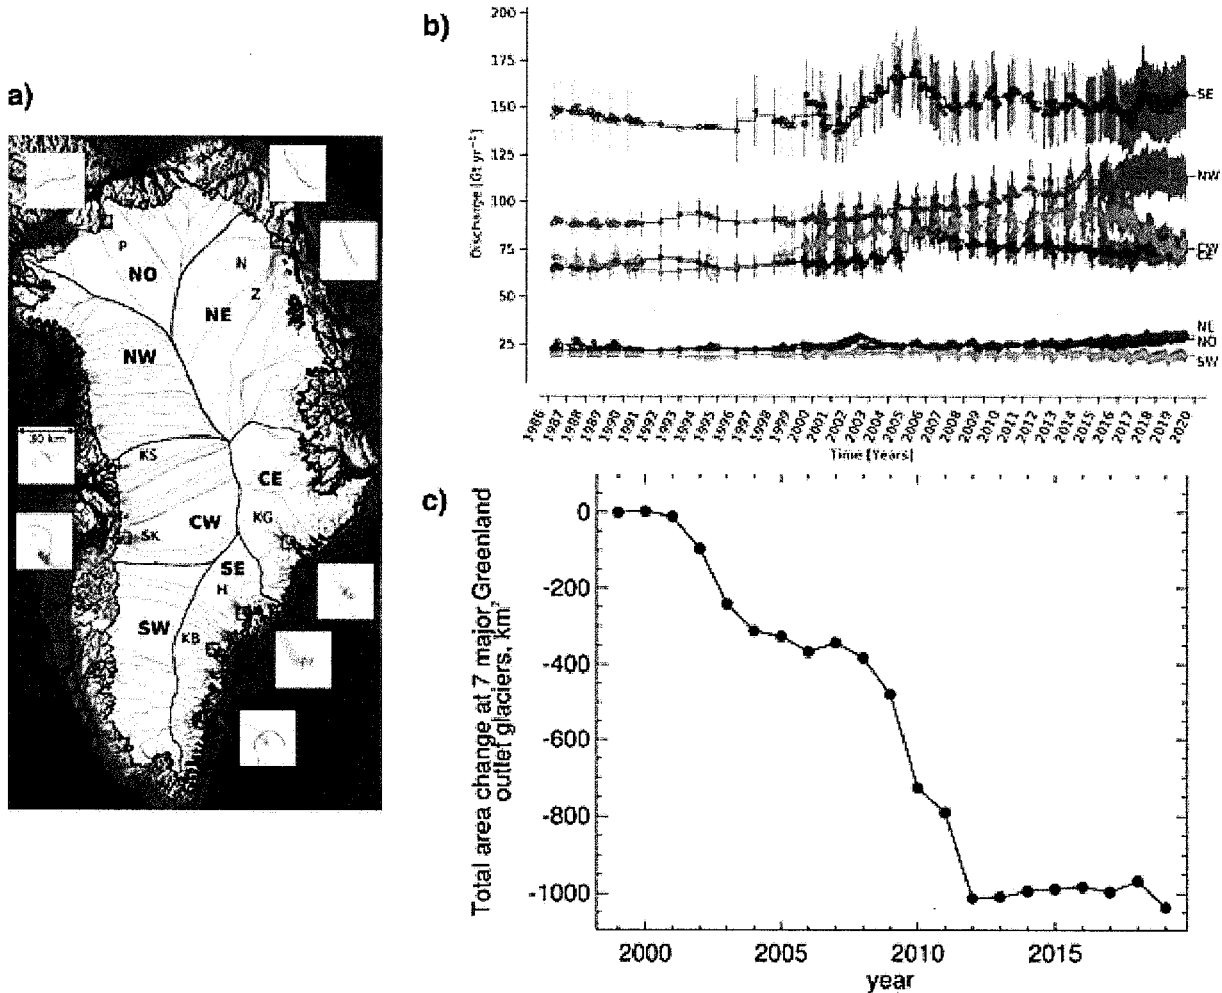 a)
P
NO
N
Z
NE
NW
30 km
KS
CE
KG
CW
SK
SE
H
SW
KB
b)
Discharge [Gt yr⁻¹]
200
175
150
125
100
75
50
25
SE
NW
CW
CE
NE
NO
SW
1986 1987 1988 1989 1990 1991 1992 1993 1994 1995 1996 1997 1998 1999 2000 2001 2002 2003 2004 2005 2006 2007 2008 2009 2010 2011 2012 2013 2014 2015 2016 2017 2018 2019 2020
Time [Years]
c)
Total area change at 7 major Greenland
outlet glaciers, km²
0
-200
-400
-600
-800
-1000
2000 2005 2010 2015
year